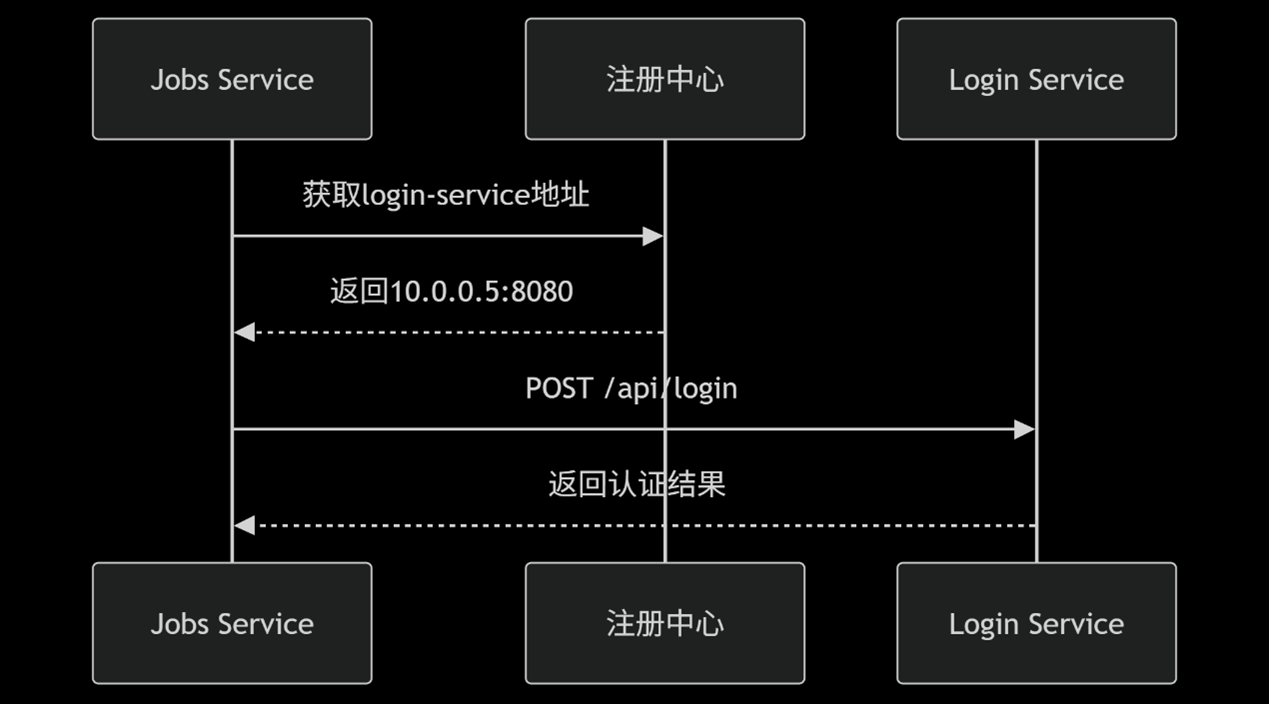 Jobs Service
注册中心
Login Service
获取login-service地址
返回10.0.0.5:8080
POST /api/login
返回认证结果
Jobs Service
注册中心
Login Service